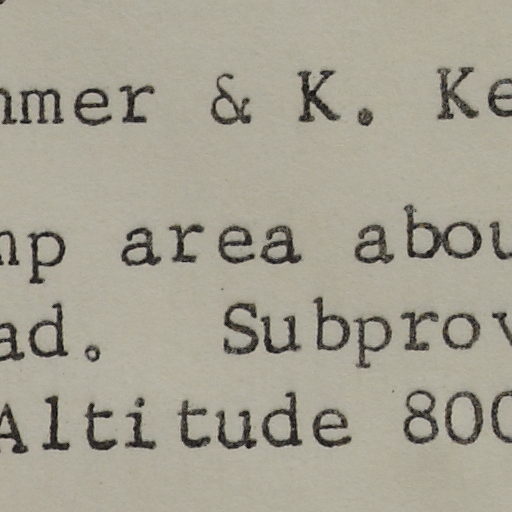 mmer & K. Ke
mp area abou
ad. Subprov
Altitude 800